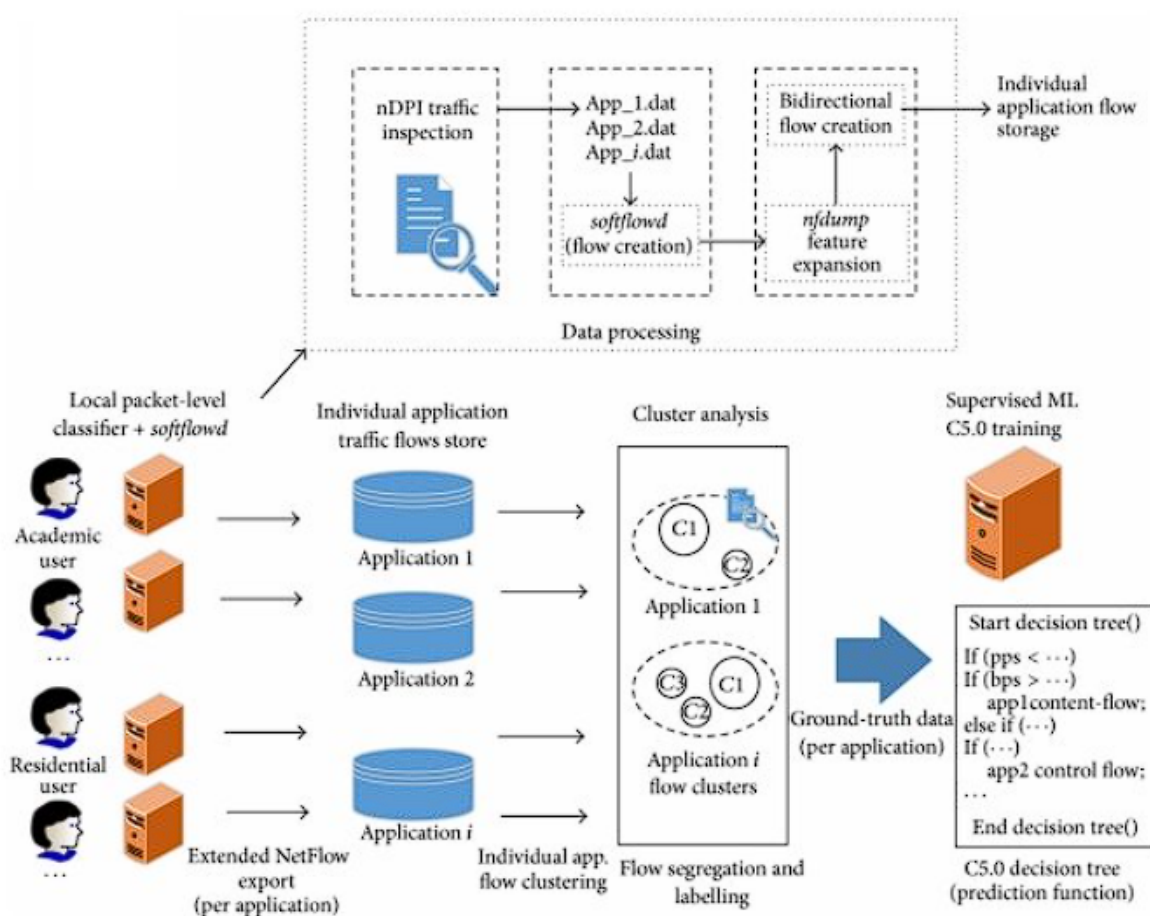 nDPI traffic
inspection
App_1.dat
App_2.dat
App_i.dat
softflowd
(flow creation)
Bidirectional
flow creation
nfdump
feature
expansion
Individual
application flow
storage
Data processing
Local packet-level
classifier + softflowd
Individual application
traffic flows store
Cluster analysis
Supervised ML
C5.0 training
Academic
user
...
Residential
user
...
Application 1
Application 2
Application i
C1
C2
Application 1
C3
C1
C2
Application i
flow clusters
Ground-truth data
(per application)
Start decision tree()
If (pps < ···)
If (bps > ···)
app1content-flow;
else if (···)
If (···)
app2 control flow;
...
End decision tree()
Extended NetFlow
export
(per application)
Individual app.
flow clustering
Flow segregation and
labelling
C5.0 decision tree
(prediction function)